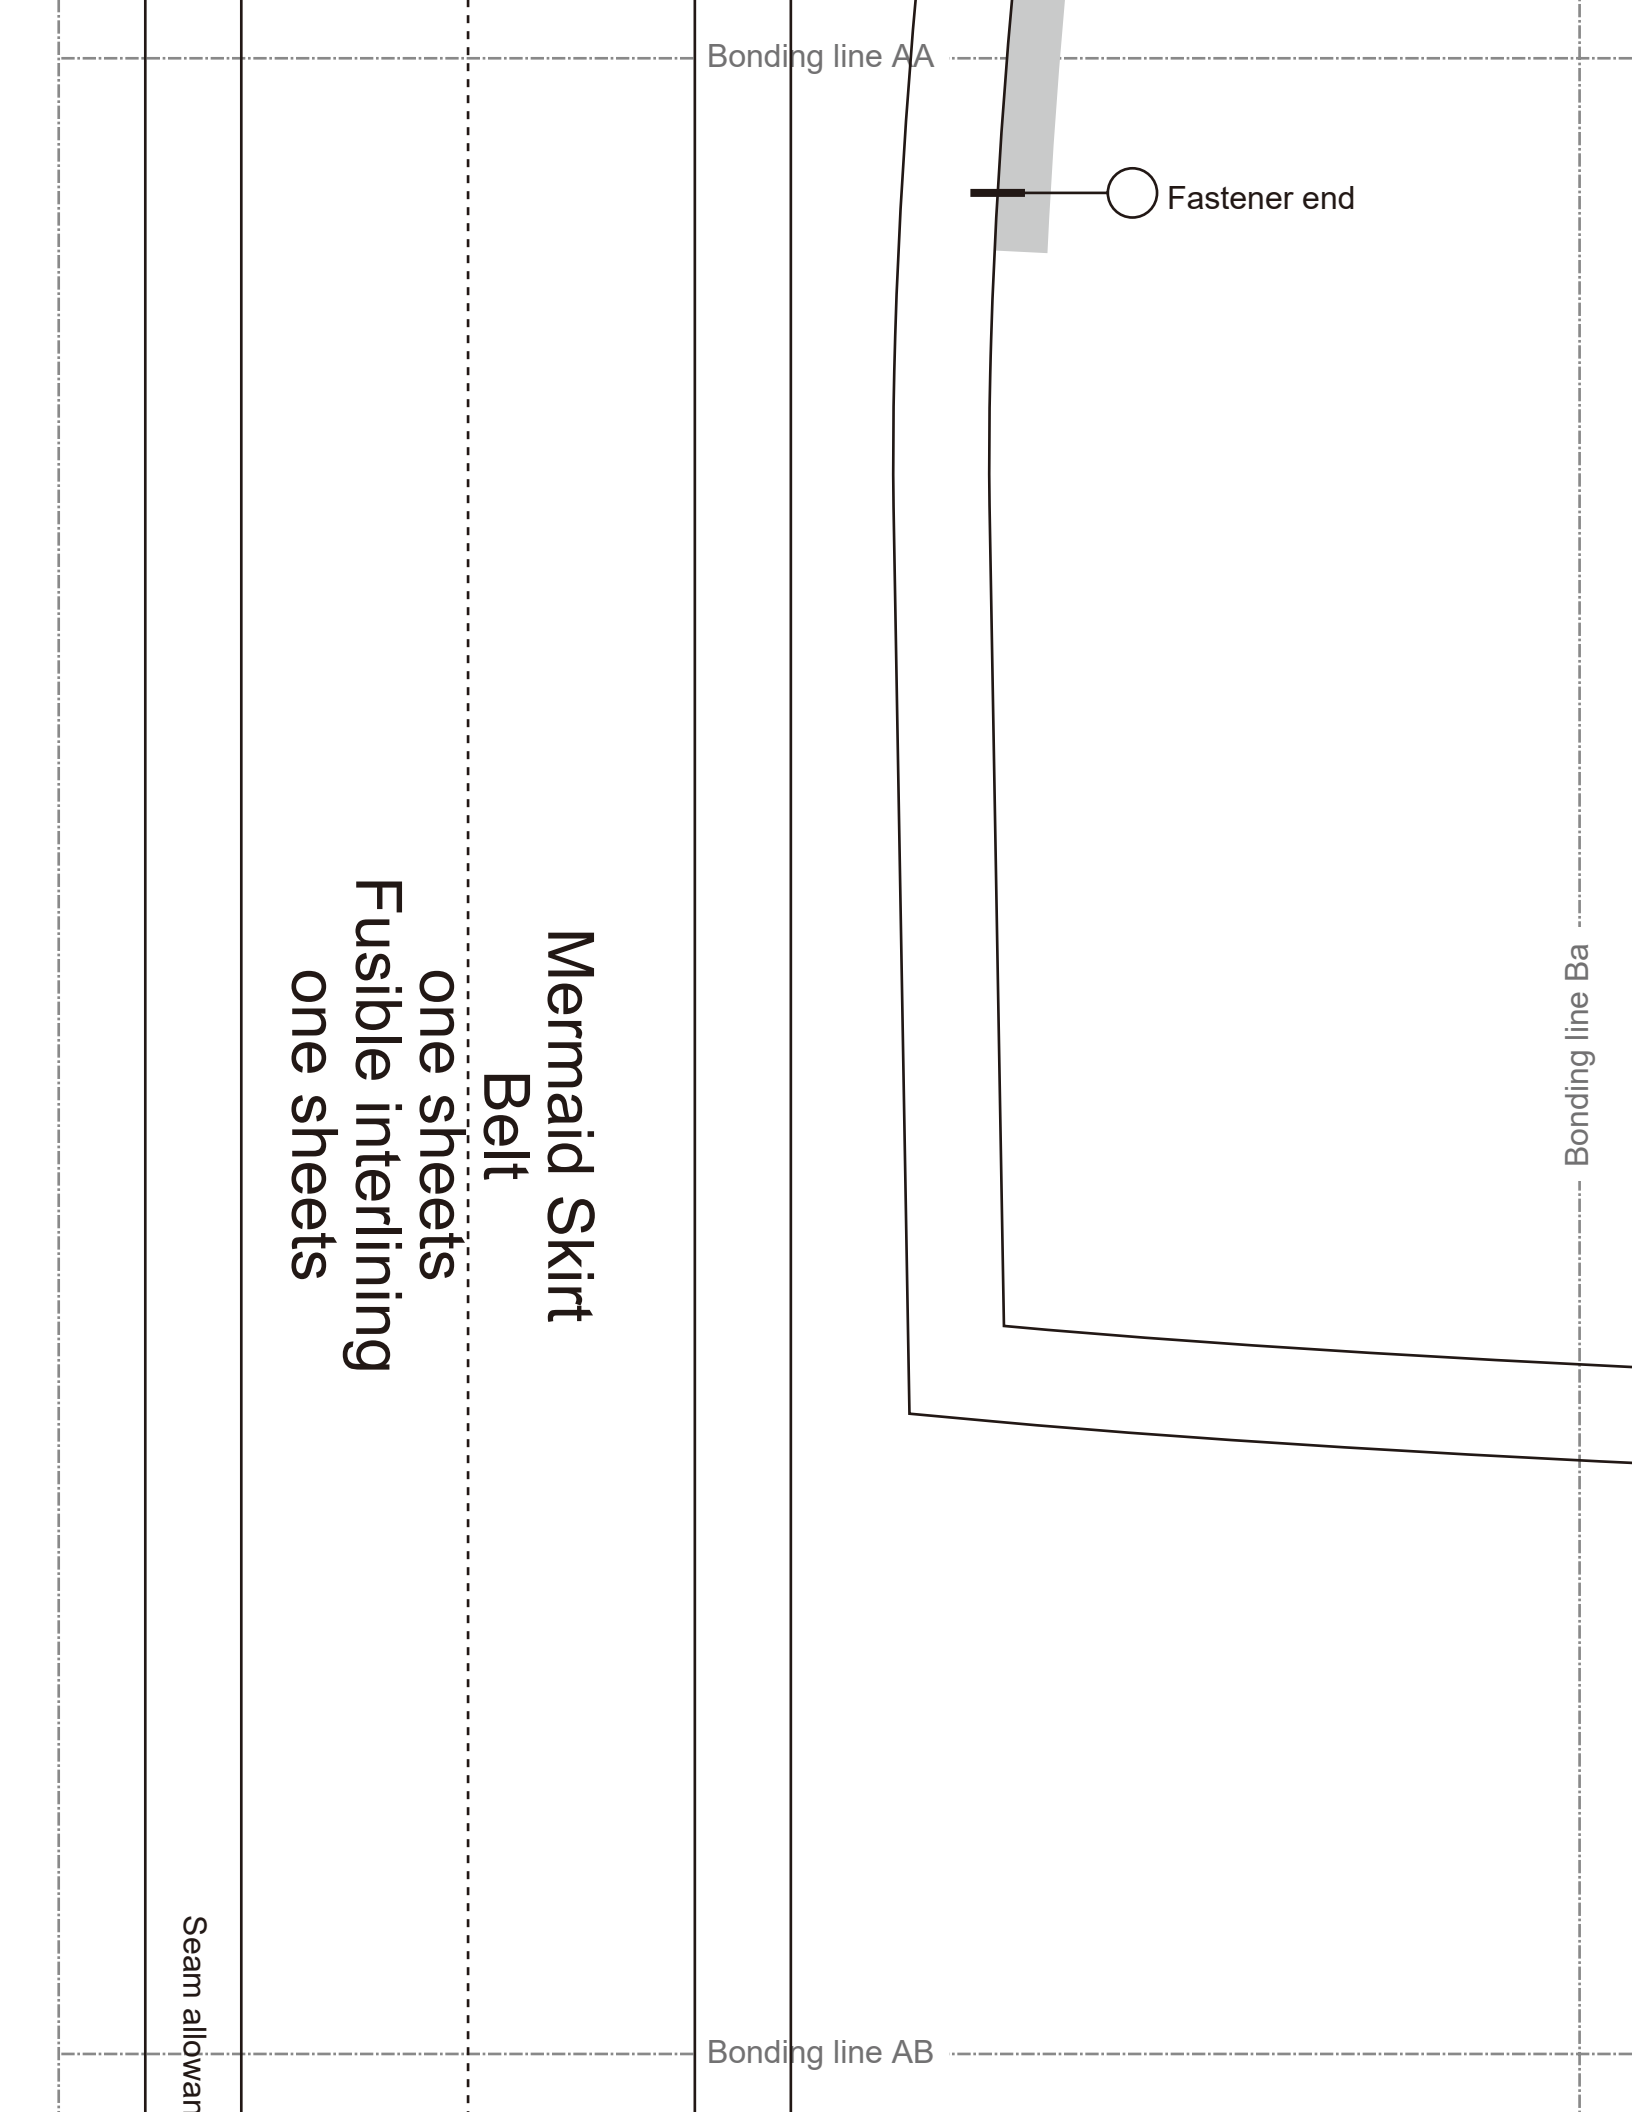 Bonding line AA
Fastener end
Mermaid Skirt
Belt
one sheets
Fusible interlining
one sheets
Bonding line Ba
Seam allowan
Bonding line AB